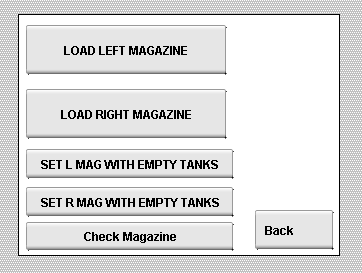 LOAD LEFT MAGAZINE
LOAD RIGHT MAGAZINE
SET L MAG WITH EMPTY TANKS
SET R MAG WITH EMPTY TANKS
Check Magazine
Back